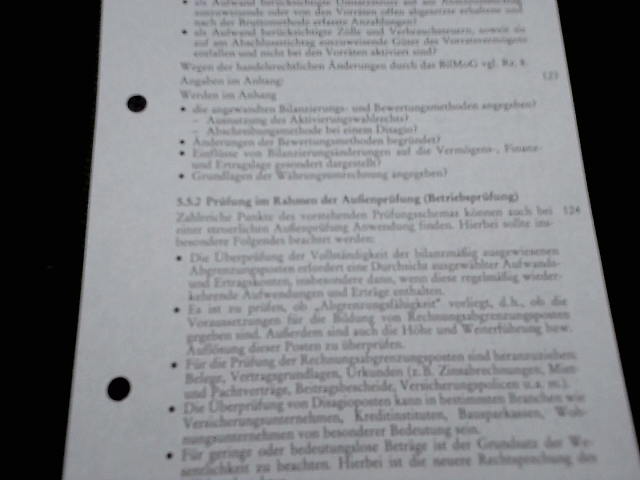 als Aufwand berücksichtigte Umsatzsteuer auf am Abschlussstichtag
auszuweisende oder von den Vorräten offen abgesetzte erhaltene und
nach der Bruttomethode erfasste Anzahlungen?
• als Aufwand berücksichtigte Zölle und Verbrauchsteuern, soweit sie
auf am Abschlussstichtag auszuweisende Güter des Vorratsvermögens
entfallen und nicht bei den Vorräten aktiviert sind?
Wegen der handelsrechtlichen Änderungen durch das BilMoG vgl. Rz. 8.
Angaben im Anhang: 123
Werden im Anhang
• die angewandten Bilanzierungs- und Bewertungsmethoden angegeben?
– Ausnutzung des Aktivierungswahlrechts?
– Abschreibungsmethode bei einem Disagio?
• Änderungen der Bewertungsmethoden begründet?
• Einflüsse von Bilanzierungsänderungen auf die Vermögens-, Finanz-
und Ertragslage gesondert dargestellt?
• Grundlagen der Währungsumrechnung angegeben?
5.5.2 Prüfung im Rahmen der Außenprüfung (Betriebsprüfung)
Zahlreiche Punkte des vorstehenden Prüfungsschemas können auch bei 124
einer steuerlichen Außenprüfung Anwendung finden. Hierbei sollte ins-
besondere Folgendes beachtet werden:
• Die Überprüfung der Vollständigkeit der bilanzmäßig ausgewiesenen
Abgrenzungsposten erfordert eine Durchsicht ausgewählter Aufwands-
und Ertragskonten, insbesondere dann, wenn diese regelmäßig wieder-
kehrende Aufwendungen und Erträge enthalten.
• Es ist zu prüfen, ob „Abgrenzungsfähigkeit" vorliegt, d.h., ob die
Voraussetzungen für die Bildung von Rechnungsabgrenzungsposten
gegeben sind. Außerdem sind auch die Höhe und Weiterführung bzw.
Auflösung dieser Posten zu überprüfen.
• Für die Prüfung der Rechnungsabgrenzungsposten sind heranzuziehen:
Belege, Vertragsgrundlagen, Urkunden (z.B. Zinsabrechnungen, Miet-
und Pachtverträge, Beitragsbescheide, Versicherungspolicen u.a.m.).
• Die Überprüfung von Disagioposten kann in bestimmten Branchen wie
Versicherungsunternehmen, Kreditinstituten, Bausparkassen, Woh-
nungsunternehmen von besonderer Bedeutung sein.
• Für geringe oder bedeutungslose Beträge ist der Grundsatz der We-
sentlichkeit zu beachten. Hierbei ist die neuere Rechtsprechung des